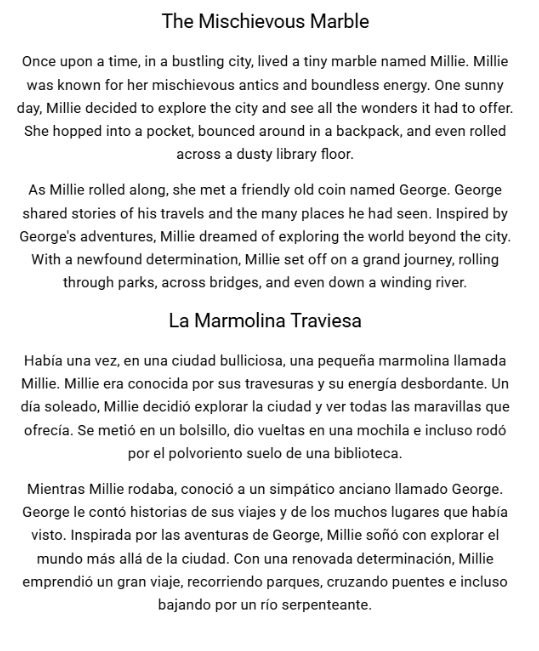 The Mischievous Marble
Once upon a time, in a bustling city, lived a tiny marble named Millie. Millie
was known for her mischievous antics and boundless energy. One sunny
day, Millie decided to explore the city and see all the wonders it had to offer.
She hopped into a pocket, bounced around in a backpack, and even rolled
across a dusty library floor.
As Millie rolled along, she met a friendly old coin named George. George
shared stories of his travels and the many places he had seen. Inspired by
George's adventures, Millie dreamed of exploring the world beyond the city.
With a newfound determination, Millie set off on a grand journey, rolling
through parks, across bridges, and even down a winding river.
La Marmolina Traviesa
Había una vez, en una ciudad bulliciosa, una pequeña marmolina llamada
Millie. Millie era conocida por sus travesuras y su energía desbordante. Un
día soleado, Millie decidió explorar la ciudad y ver todas las maravillas que
ofrecía. Se metió en un bolsillo, dio vueltas en una mochila e incluso rodó
por el polvoriento suelo de una biblioteca.
Mientras Millie rodaba, conoció a un simpático anciano llamado George.
George le contó historias de sus viajes y de los muchos lugares que había
visto. Inspirada por las aventuras de George, Millie soñó con explorar el
mundo más allá de la ciudad. Con una renovada determinación, Millie
emprendió un gran viaje, recorriendo parques, cruzando puentes e incluso
bajando por un río serpenteante.